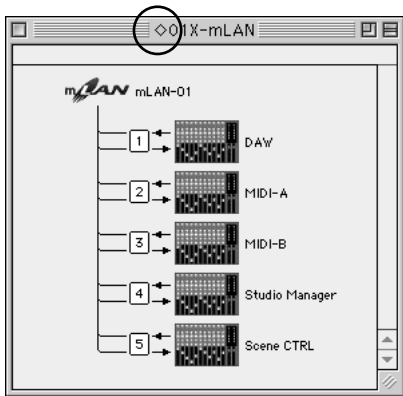 ◇01X-mLAN
mLAN mLAN-01
1 DAW
2 MIDI-A
3 MIDI-B
4 Studio Manager
5 Scene CTRL